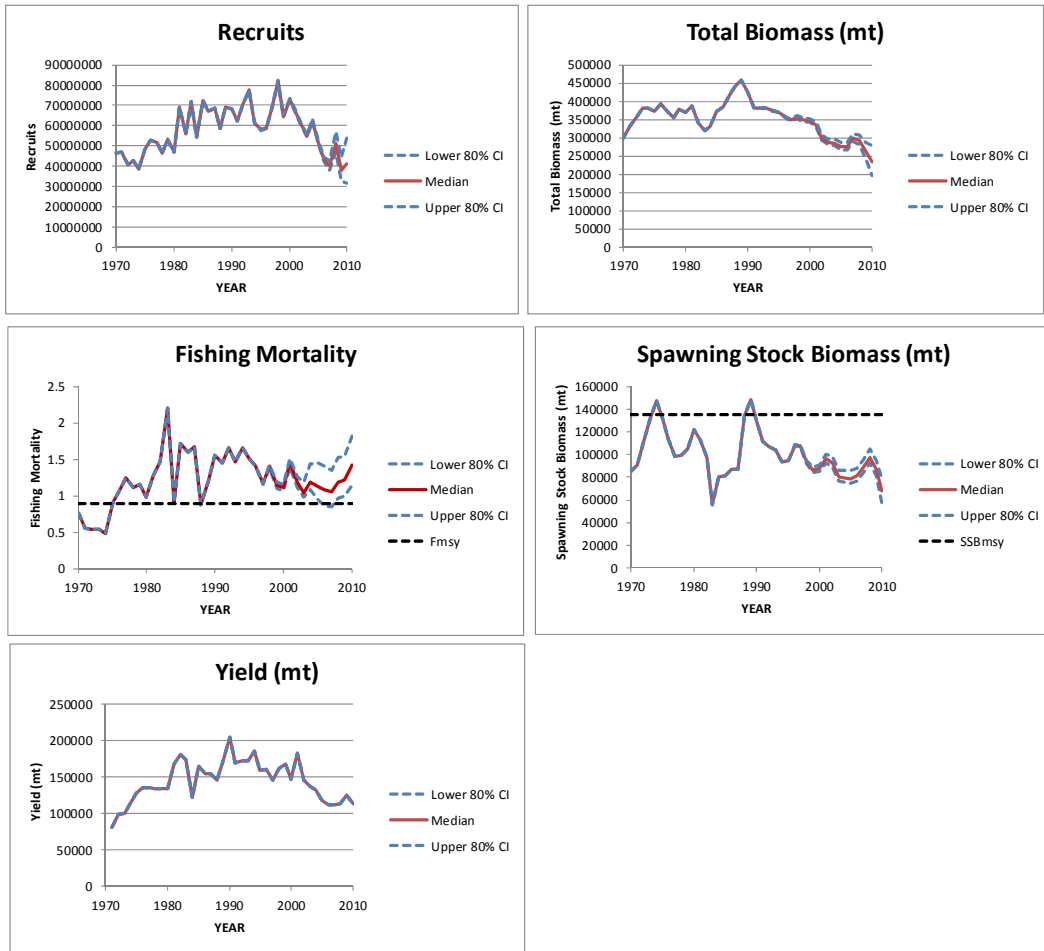 Recruits
Recruits
90000000
80000000
70000000
60000000
50000000
40000000
30000000
20000000
10000000
0
1970 1980 1990 2000 2010
YEAR
Lower 80% CI
Median
Upper 80% CI
Total Biomass (mt)
Total Biomass (mt)
500000
450000
400000
350000
300000
250000
200000
150000
100000
50000
0
1970 1980 1990 2000 2010
YEAR
Lower 80% CI
Median
Upper 80% CI
Fishing Mortality
Fishing Mortality
2.5
2
1.5
1
0.5
0
1970 1980 1990 2000 2010
YEAR
Lower 80% CI
Median
Upper 80% CI
Fmsy
Spawning Stock Biomass (mt)
Spawning Stock Biomass (mt)
160000
140000
120000
100000
80000
60000
40000
20000
0
1970 1980 1990 2000 2010
YEAR
Lower 80% CI
Median
Upper 80% CI
SSBmsy
Yield (mt)
Yield (mt)
250000
200000
150000
100000
50000
0
1970 1980 1990 2000 2010
YEAR
Lower 80% CI
Median
Upper 80% CI